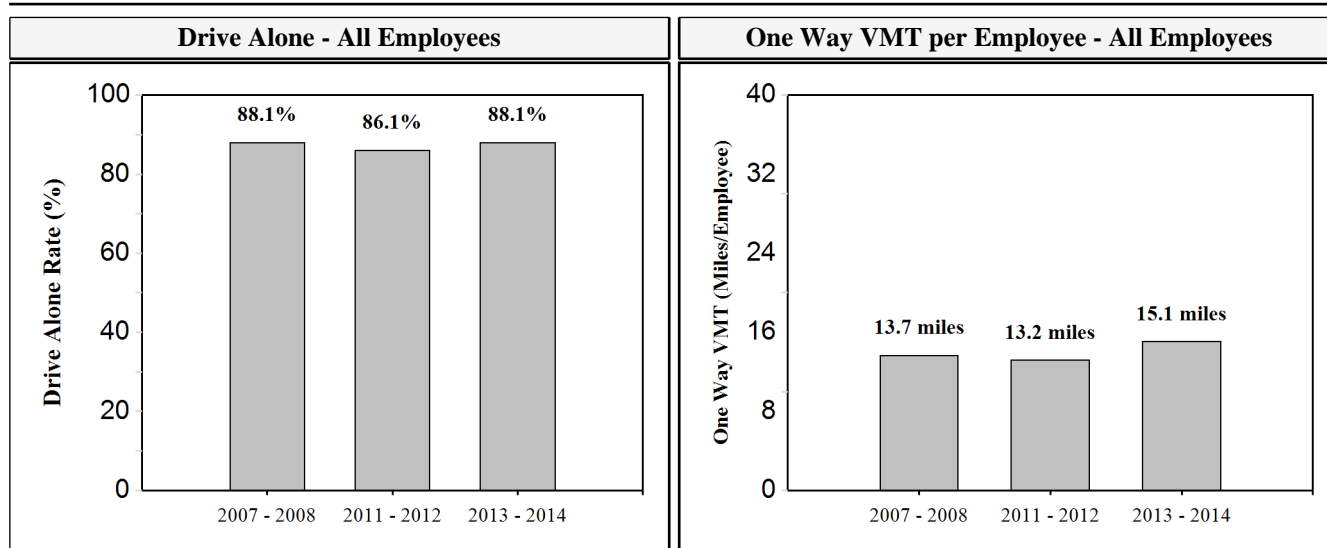 Drive Alone - All Employees
One Way VMT per Employee - All Employees
100
80
60
40
20
0
Drive Alone Rate (%)
88.1%
86.1%
88.1%
2007 - 2008
2011 - 2012
2013 - 2014
40
32
24
16
8
0
One Way VMT (Miles/Employee)
13.7 miles
13.2 miles
15.1 miles
2007 - 2008
2011 - 2012
2013 - 2014